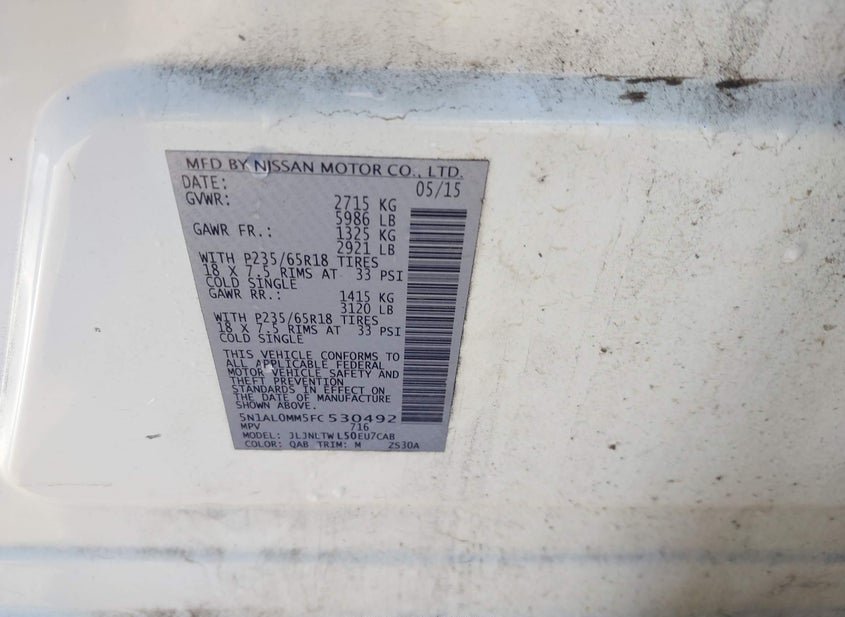 MFD BY NISSAN MOTOR CO., LTD.
DATE: 05/15
GVWR: 2715 KG
5986 LB
GAWR FR.: 1325 KG
2921 LB
WITH P235/65R18 TIRES
18 X 7.5 RIMS AT 33 PSI
COLD SINGLE
GAWR RR.: 1415 KG
3120 LB
WITH P235/65R18 TIRES
18 X 7.5 RIMS AT 33 PSI
COLD SINGLE
THIS VEHICLE CONFORMS TO
ALL APPLICABLE FEDERAL
MOTOR VEHICLE SAFETY AND
THEFT PREVENTION
STANDARDS IN EFFECT ON
THE DATE OF MANUFACTURE
SHOWN ABOVE.
5N1AL0MM5FC530492
MPV 716
MODEL: JLJNLTWL50EU7CAB
COLOR: QAB TRIM: M 2S30A